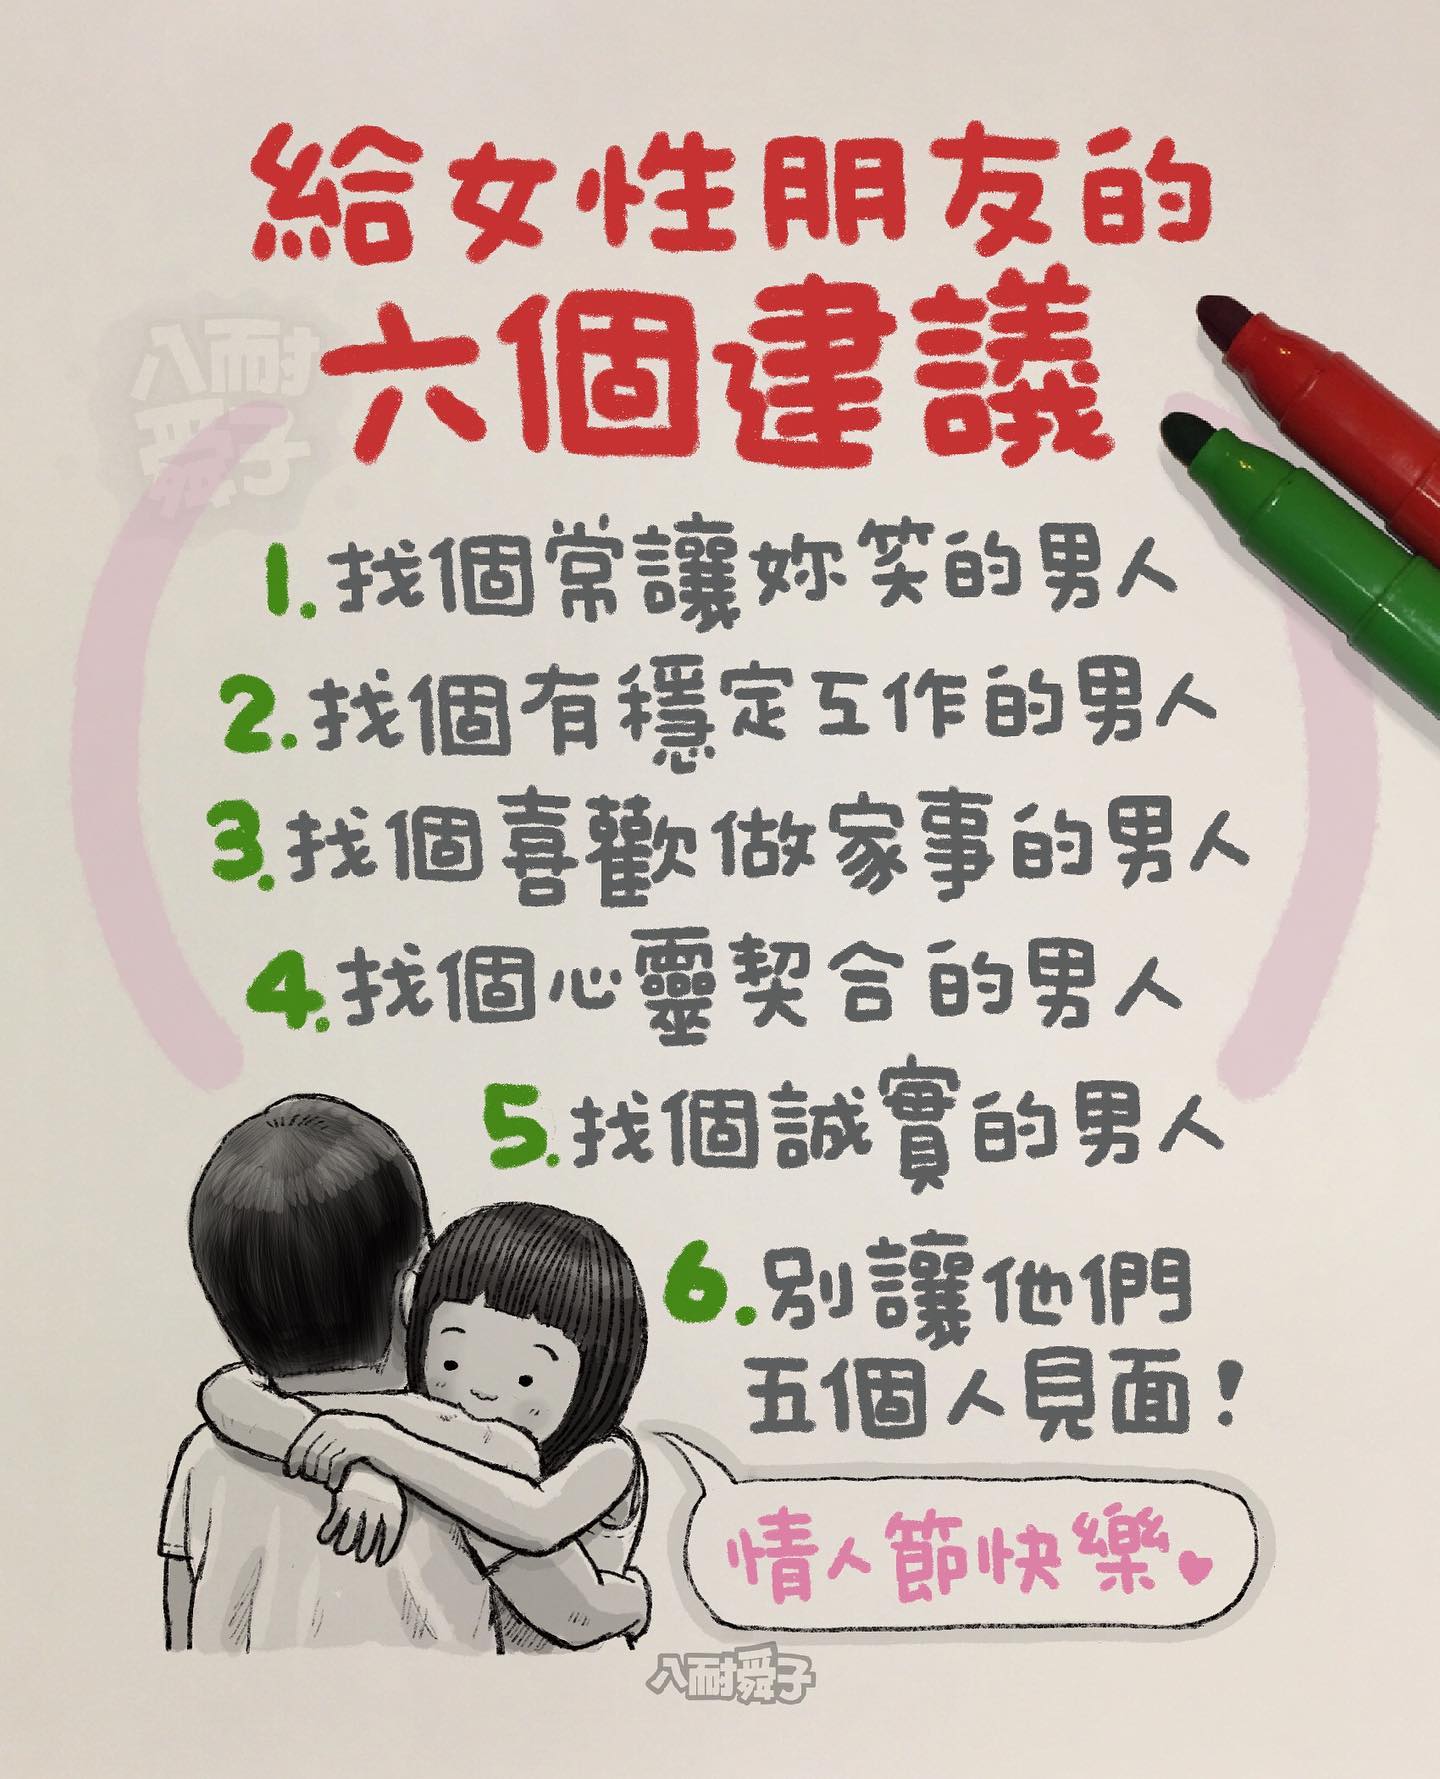 給女性朋友的
六個建議
八耐
舜子
1. 找個常讓妳笑的男人
2. 找個有穩定工作的男人
3. 找個喜歡做家事的男人
4. 找個心靈契合的男人
5. 找個誠實的男人
6. 別讓他們
五個人見面！
情人節快樂
八耐舜子